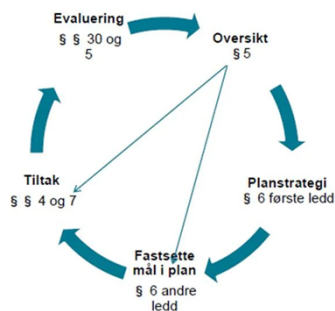 Evaluering
§ § 30 og
5
Oversikt
§ 5
Planstrategi
§ 6 første ledd
Fastsette
mål i plan
§ 6 andre
ledd
Tiltak
§ § 4 og 7